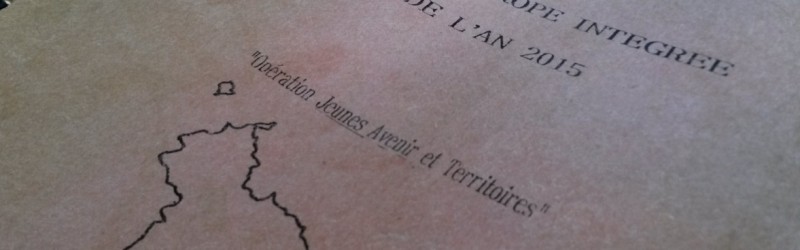 ROPE INTEGREE
DE L'AN 2015
"Opération Jeunes Avenir et Territoires"